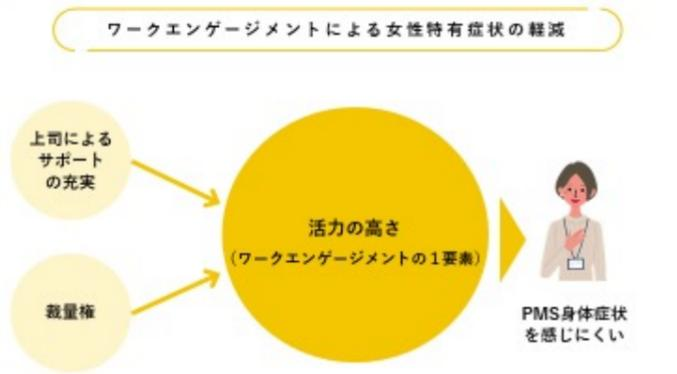 ワークエンゲージメントによる女性特有症状の軽減
上司による
サポート
の充実
裁量権
活力の高さ
（ワークエンゲージメントの１要素）
PMS身体症状
を感じにくい